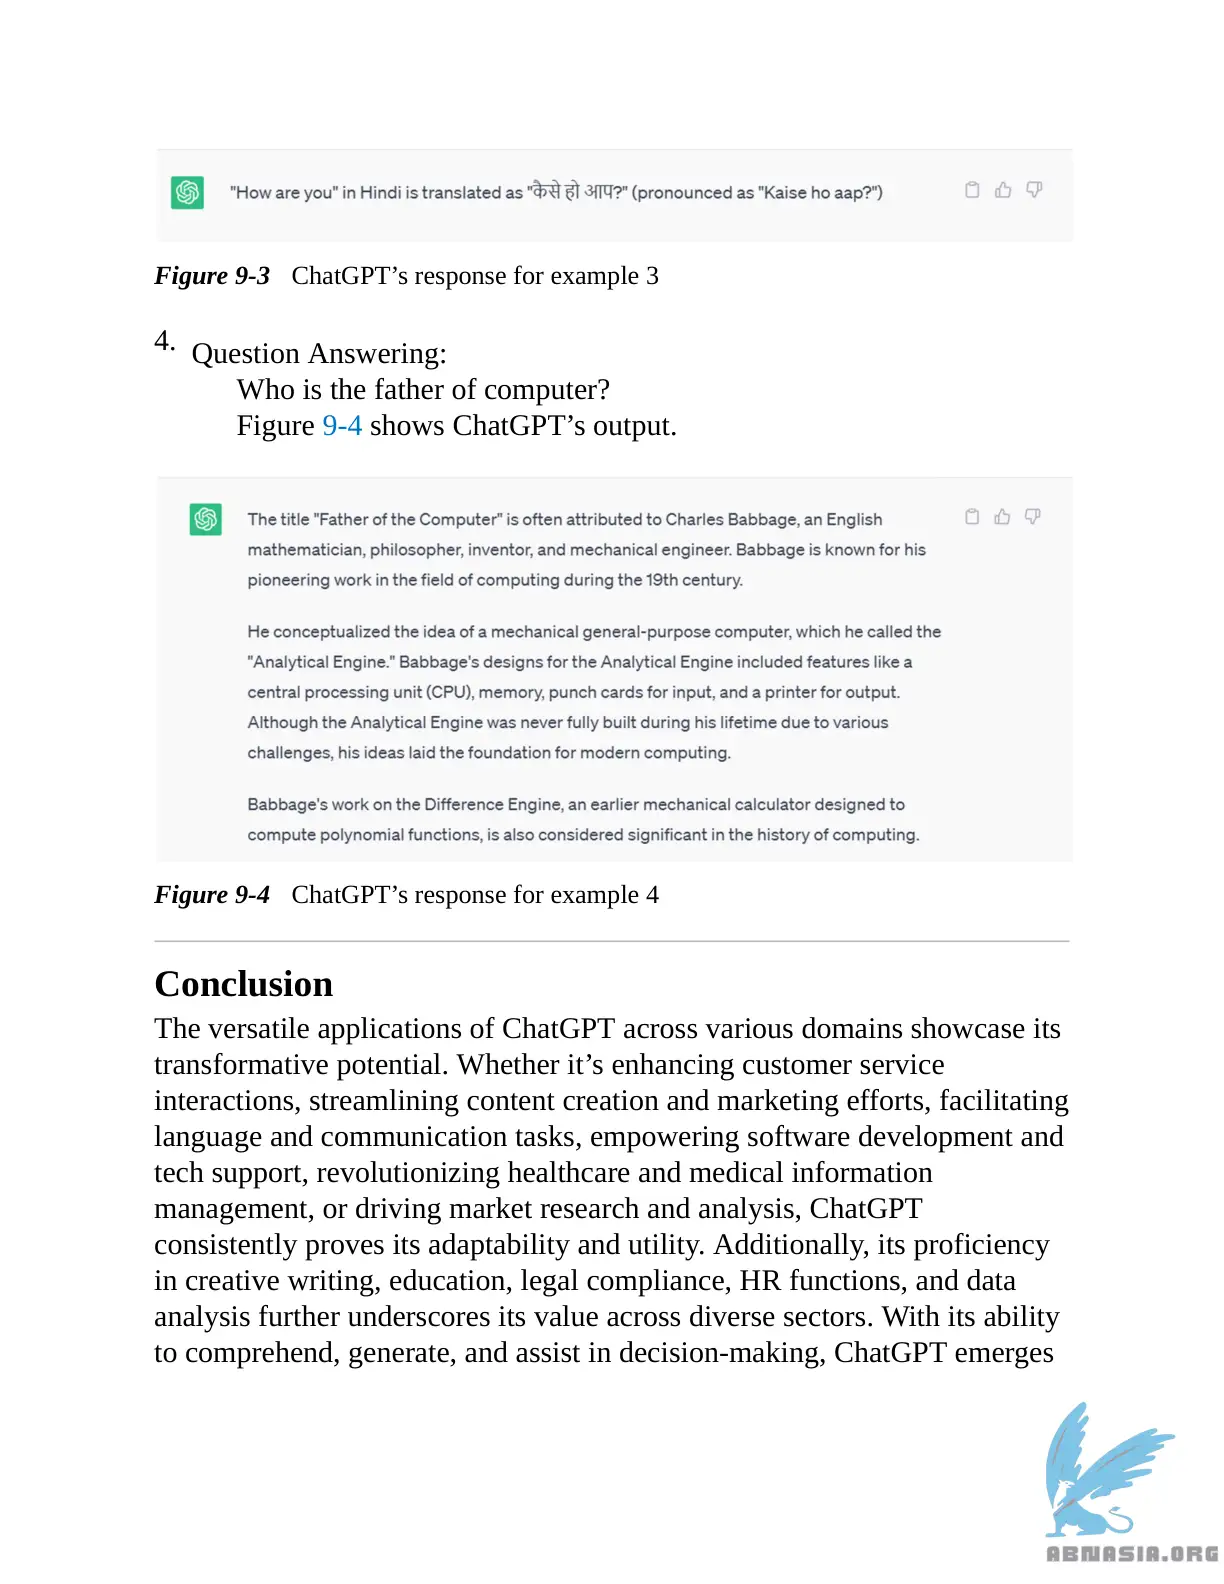 "How are you" in Hindi is translated as "कैसे हो आप?" (pronounced as "Kaise ho aap?")
Figure 9-3 ChatGPT’s response for example 3
4. Question Answering:
Who is the father of computer?
Figure 9-4 shows ChatGPT’s output.
The title "Father of the Computer" is often attributed to Charles Babbage, an English
mathematician, philosopher, inventor, and mechanical engineer. Babbage is known for his
pioneering work in the field of computing during the 19th century.
He conceptualized the idea of a mechanical general-purpose computer, which he called the
"Analytical Engine." Babbage's designs for the Analytical Engine included features like a
central processing unit (CPU), memory, punch cards for input, and a printer for output.
Although the Analytical Engine was never fully built during his lifetime due to various
challenges, his ideas laid the foundation for modern computing.
Babbage's work on the Difference Engine, an earlier mechanical calculator designed to
compute polynomial functions, is also considered significant in the history of computing.
Figure 9-4 ChatGPT’s response for example 4
Conclusion
The versatile applications of ChatGPT across various domains showcase its
transformative potential. Whether it’s enhancing customer service
interactions, streamlining content creation and marketing efforts, facilitating
language and communication tasks, empowering software development and
tech support, revolutionizing healthcare and medical information
management, or driving market research and analysis, ChatGPT
consistently proves its adaptability and utility. Additionally, its proficiency
in creative writing, education, legal compliance, HR functions, and data
analysis further underscores its value across diverse sectors. With its ability
to comprehend, generate, and assist in decision-making, ChatGPT emerges
ABNASIA.ORG